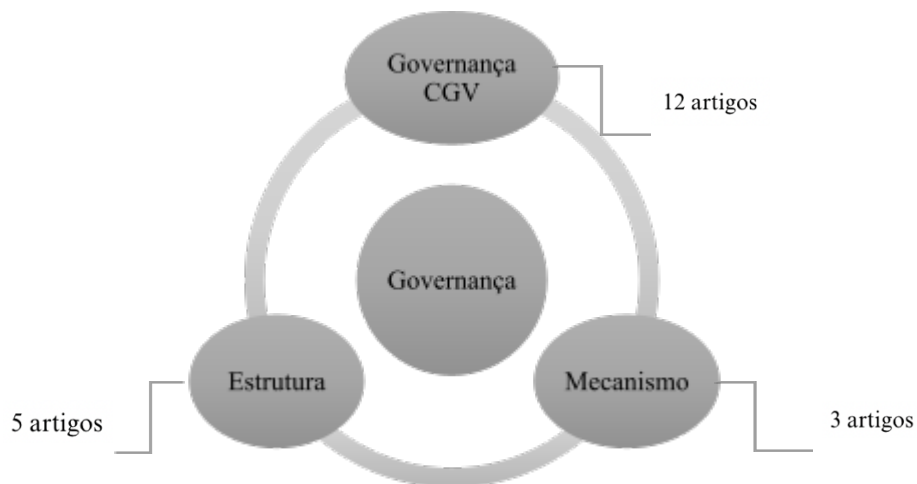 Governança
CGV
12 artigos
Governança
Estrutura
Mecanismo
5 artigos
3 artigos